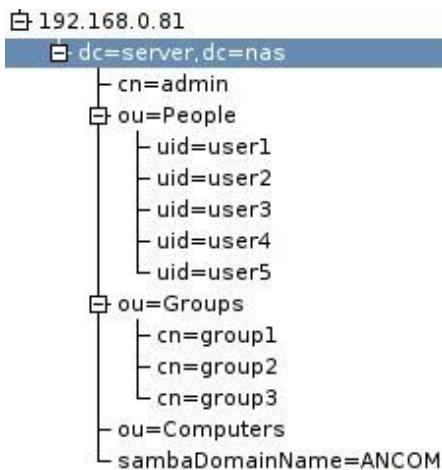 192.168.0.81
dc=server,dc=nas
cn=admin
ou=People
uid=user1
uid=user2
uid=user3
uid=user4
uid=user5
ou=Groups
cn=group1
cn=group2
cn=group3
ou=Computers
sambaDomainName=ANCOM